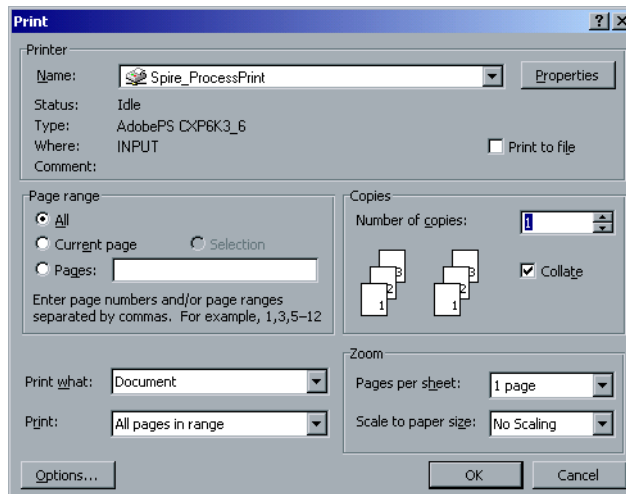 Print
Printer
Name: Spire_ProcessPrint Properties
Status: Idle
Type: AdobePS CXP6K3_6
Where: INPUT Print to file
Comment:
Page range
All
Current page Selection
Pages:
Enter page numbers and/or page ranges
separated by commas. For example, 1,3,5–12
Copies
Number of copies: 1
3 3
2 2
1 1
Collate
Print what: Document
Print: All pages in range
Zoom
Pages per sheet: 1 page
Scale to paper size: No Scaling
Options... OK Cancel